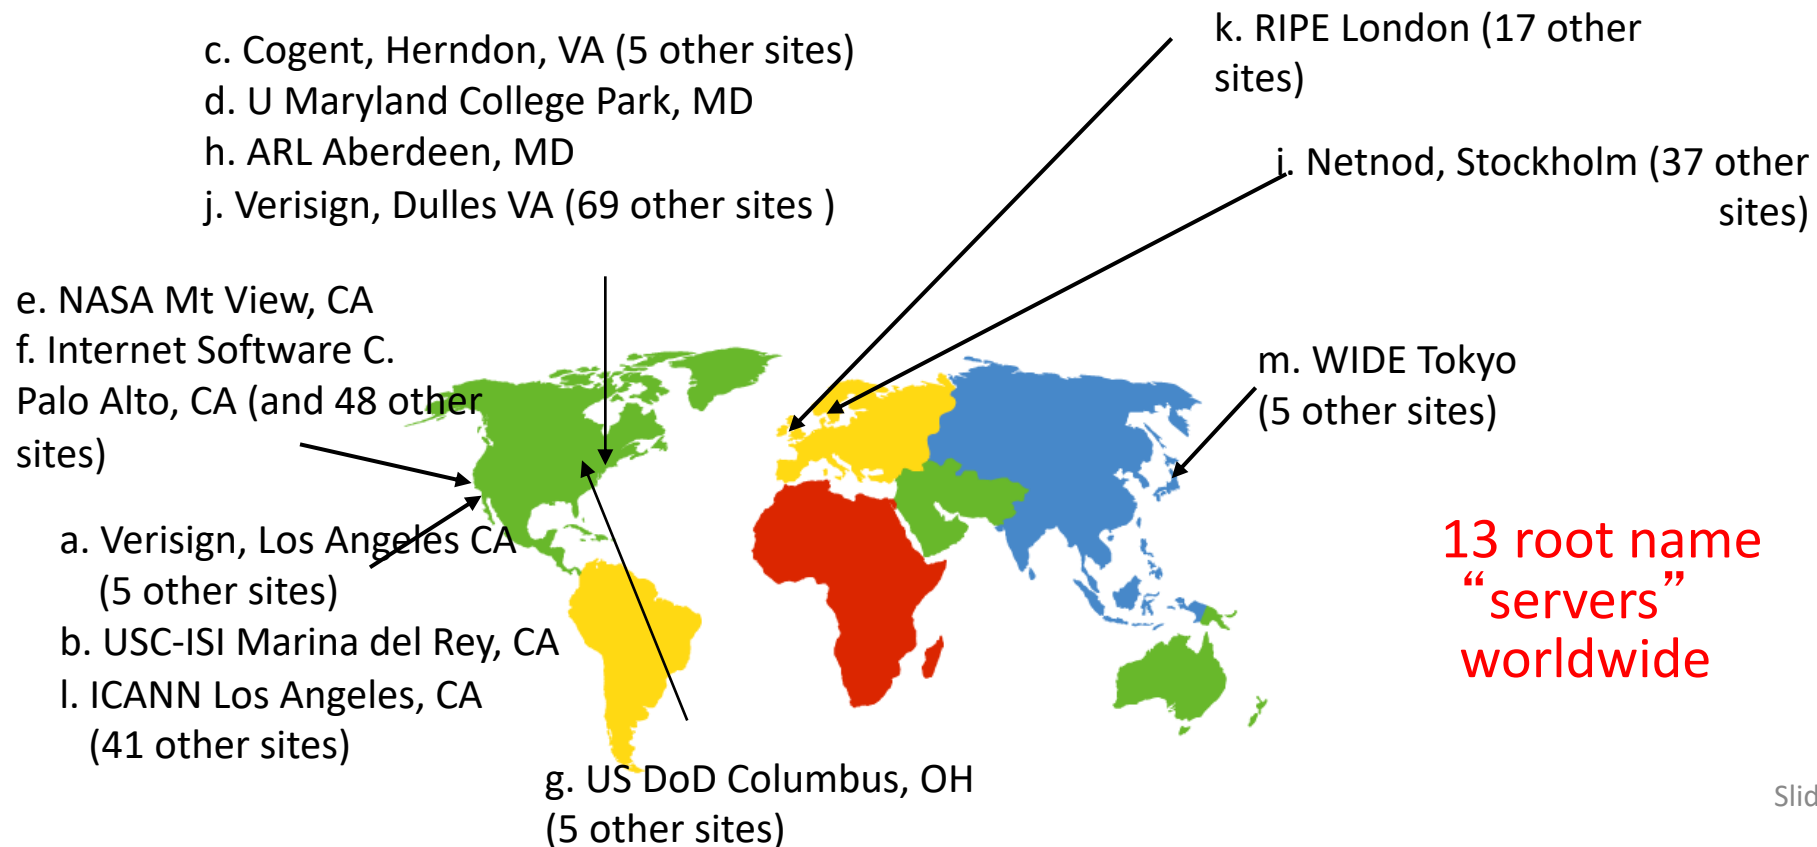 c. Cogent, Herndon, VA (5 other sites)
d. U Maryland College Park, MD
h. ARL Aberdeen, MD
j. Verisign, Dulles VA (69 other sites )
k. RIPE London (17 other
sites)
i. Netnod, Stockholm (37 other
sites)
e. NASA Mt View, CA
f. Internet Software C.
Palo Alto, CA (and 48 other
sites)
m. WIDE Tokyo
(5 other sites)
a. Verisign, Los Angeles CA
(5 other sites)
b. USC-ISI Marina del Rey, CA
l. ICANN Los Angeles, CA
(41 other sites)
13 root name
“servers”
worldwide
g. US DoD Columbus, OH
(5 other sites)
Slid